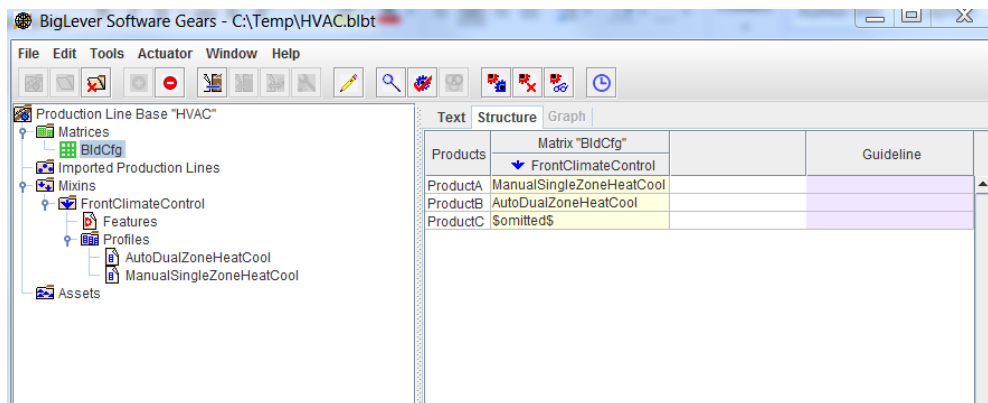 BigLever Software Gears - C:\Temp\HVAC.blbt
File Edit Tools Actuator Window Help
Production Line Base "HVAC"
Matrices
BldCfg
Imported Production Lines
Mixins
FrontClimateControl
Features
Profiles
AutoDualZoneHeatCool
ManualSingleZoneHeatCool
Assets
Text Structure Graph
Products Matrix "BldCfg" Guideline
FrontClimateControl
ProductA ManualSingleZoneHeatCool
ProductB AutoDualZoneHeatCool
ProductC $omitted$